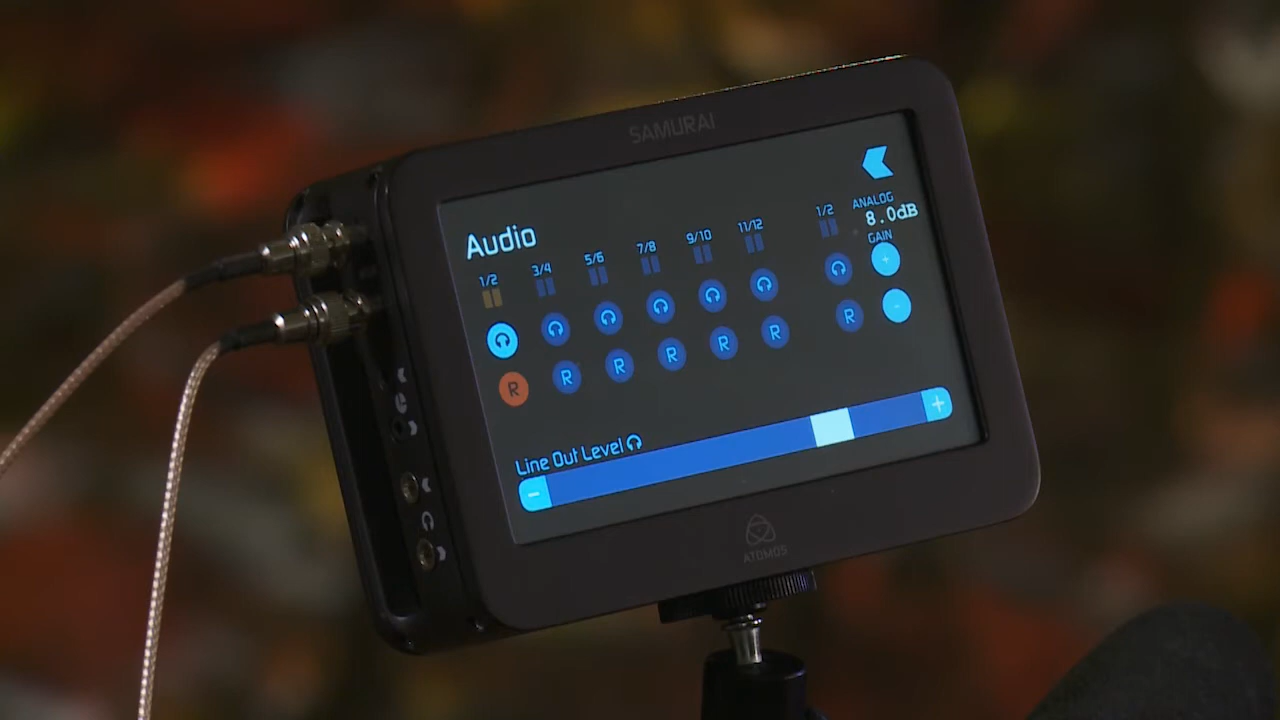 SAMURAI
Audio
1/2 3/4 5/6 7/8 9/10 11/12 1/2
ANALOG
8.0dB
GAIN
+
-
R R R R R R R
Line Out Level
- +
ATOMOS